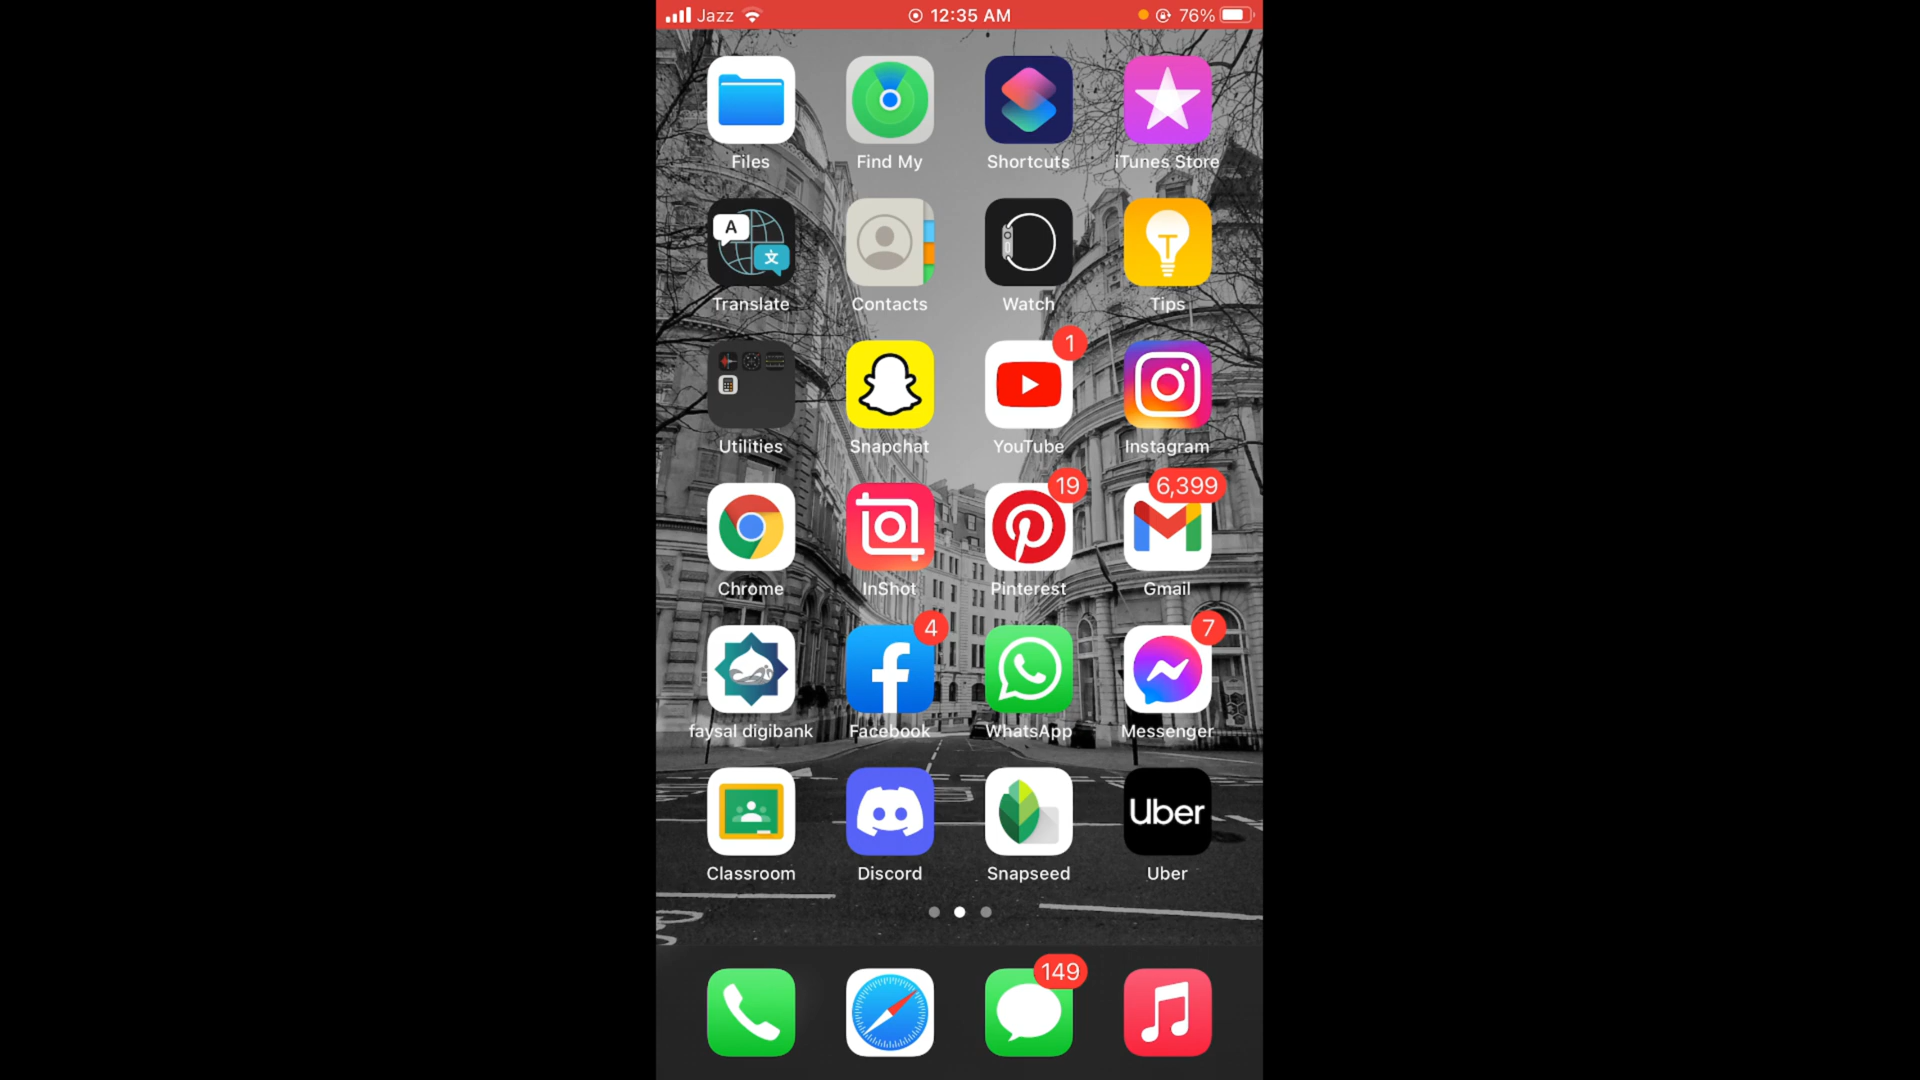 Jazz 12:35 AM 76%
Files Find My Shortcuts iTunes Store
A 文
Translate Contacts Watch Tips
1
Utilities Snapchat YouTube Instagram
19 6,399
Chrome InShot Pinterest Gmail
4 7
faysal digibank Facebook WhatsApp Messenger
Uber
Classroom Discord Snapseed Uber
149